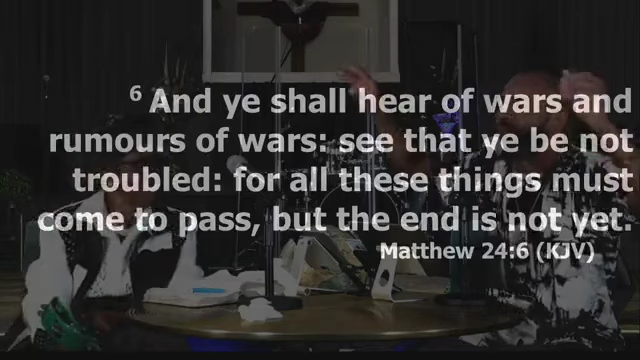 6 And ye shall hear of wars and
rumours of wars: see that ye be not
troubled: for all these things must
come to pass, but the end is not yet.
Matthew 24:6 (KJV)